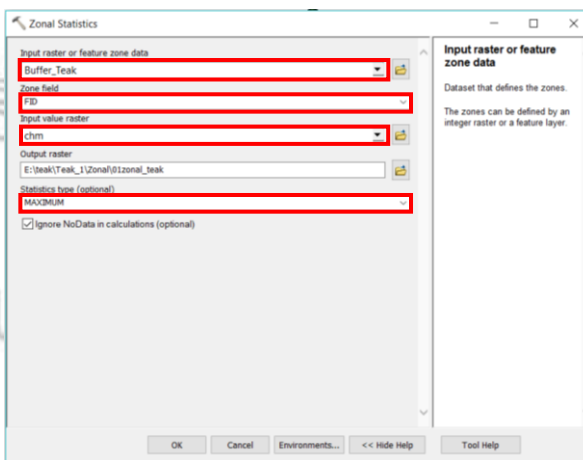 Zonal Statistics
Input raster or feature zone data
Buffer_Teak
Zone field
FID
Input value raster
chm
Output raster
E:\teak\Teak_1\Zonal\01zonal_teak
Statistics type (optional)
MAXIMUM
Ignore NoData in calculations (optional)
Input raster or feature
zone data
Dataset that defines the zones.
The zones can be defined by an
integer raster or a feature layer.
OK
Cancel
Environments...
<< Hide Help
Tool Help